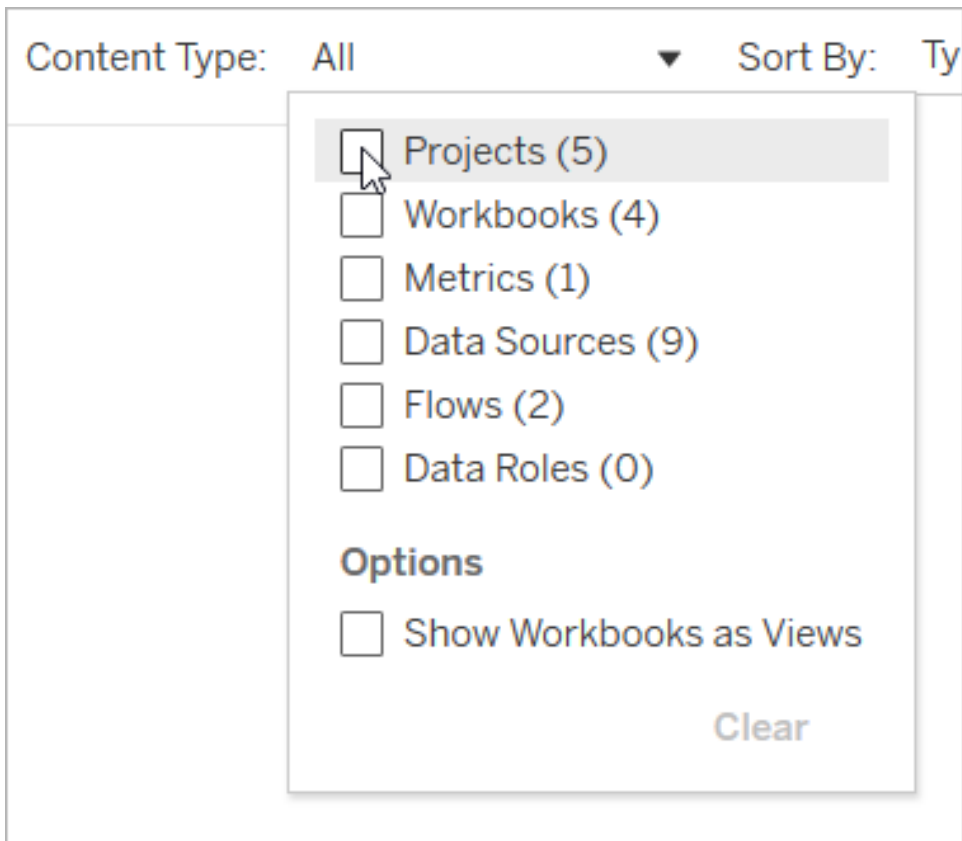 Content Type: All Sort By: Ty
Projects (5)
Workbooks (4)
Metrics (1)
Data Sources (9)
Flows (2)
Data Roles (0)
Options
Show Workbooks as Views
Clear